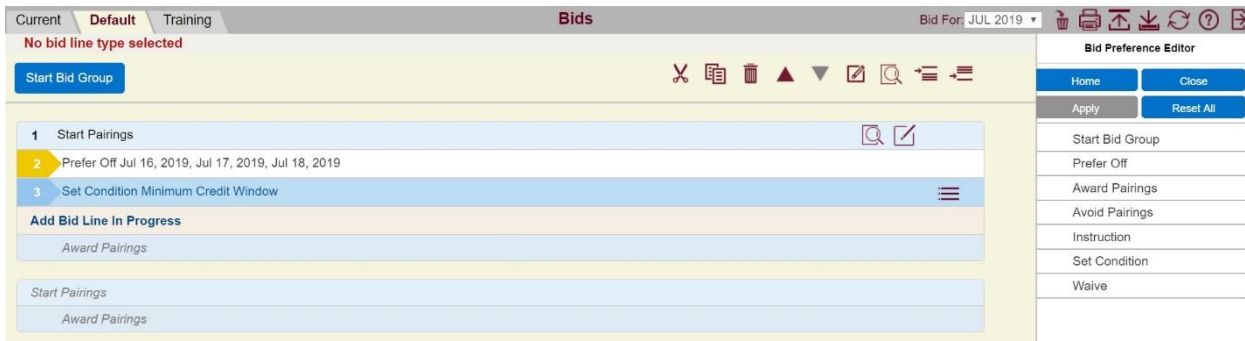 Current Default Training Bids Bid For: JUL 2019
No bid line type selected
Start Bid Group
1 Start Pairings
2 Prefer Off Jul 16, 2019, Jul 17, 2019, Jul 18, 2019
3 Set Condition Minimum Credit Window
Add Bid Line In Progress
Award Pairings
Start Pairings
Award Pairings
Bid Preference Editor
Home Close
Apply Reset All
Start Bid Group
Prefer Off
Award Pairings
Avoid Pairings
Instruction
Set Condition
Waive